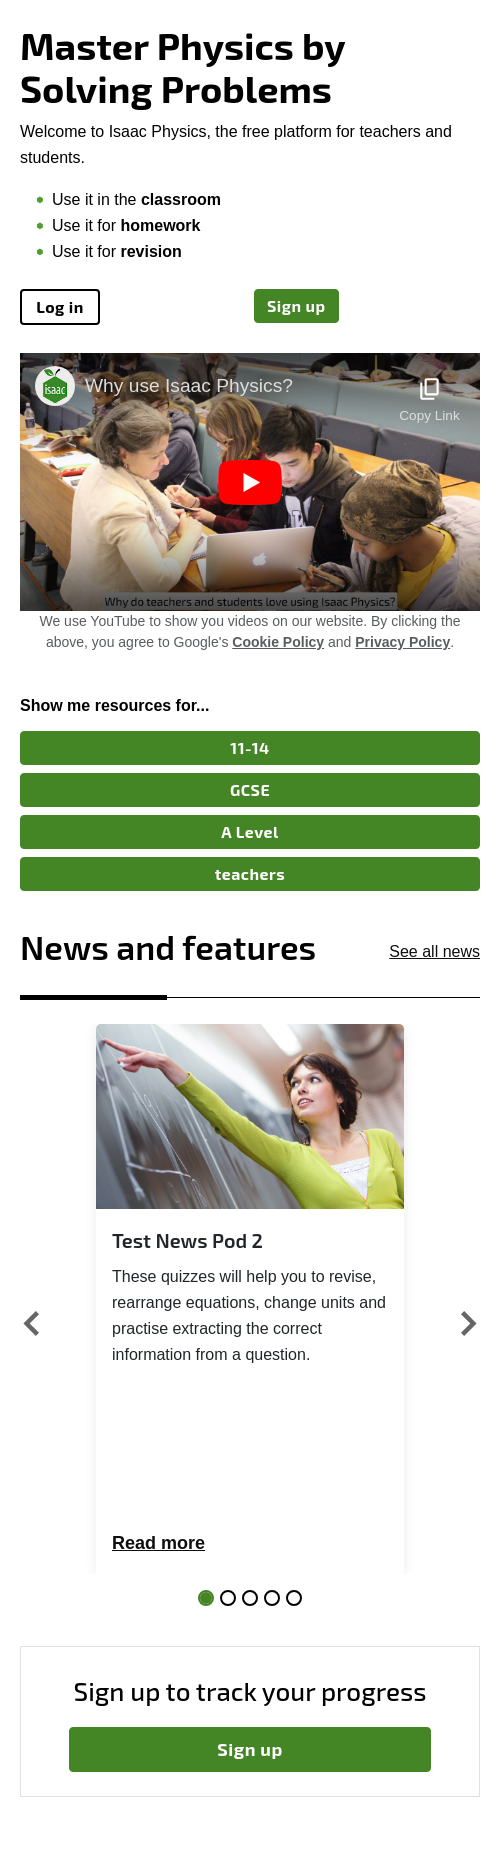 Master Physics by
Solving Problems
Welcome to Isaac Physics, the free platform for teachers and
students.
Use it in the classroom
Use it for homework
Use it for revision
Log in
Sign up
isaac
Why use Isaac Physics?
Copy Link
Why do teachers and students love using Isaac Physics?
We use YouTube to show you videos on our website. By clicking the
above, you agree to Google's Cookie Policy and Privacy Policy.
Show me resources for...
11-14
GCSE
A Level
teachers
News and features
See all news
Test News Pod 2
These quizzes will help you to revise,
rearrange equations, change units and
practise extracting the correct
information from a question.
Read more
Sign up to track your progress
Sign up